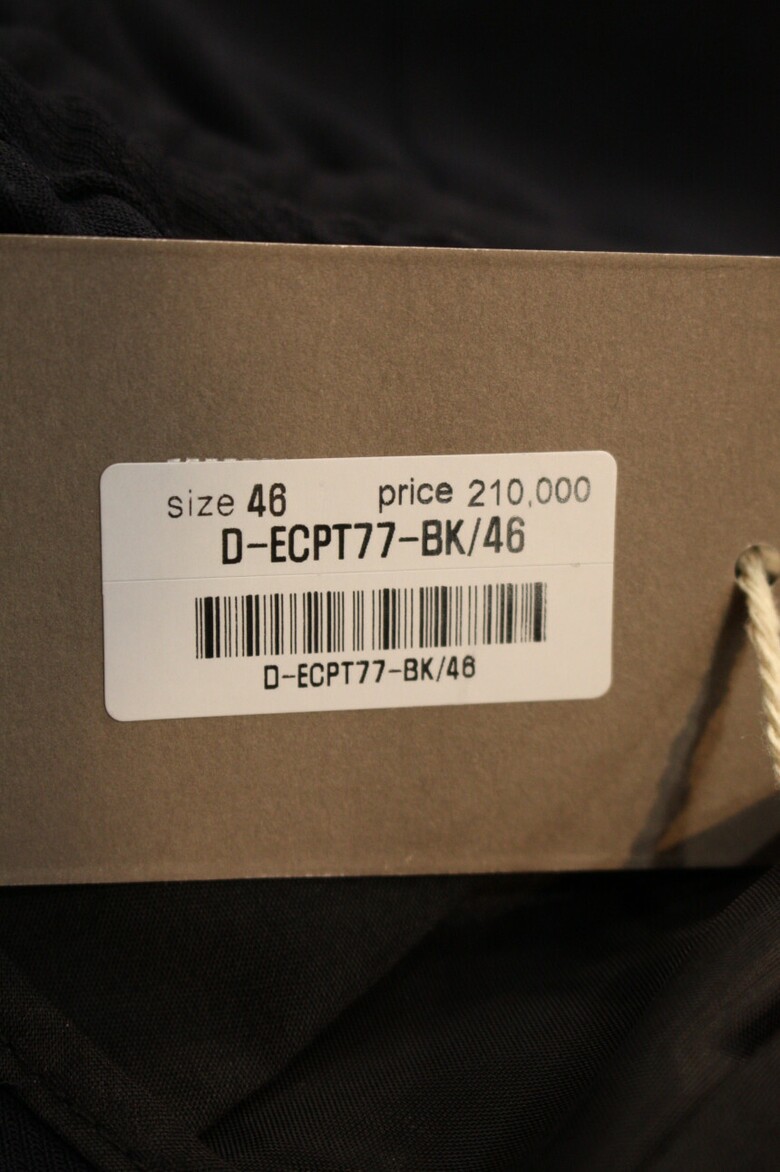 size 46 price 210,000
D-ECPT77-BK/46
D-ECPT77-BK/46